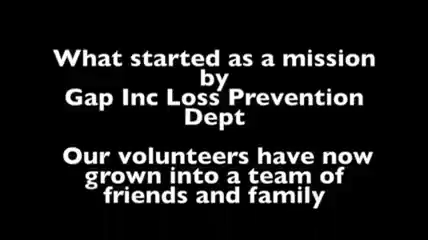 What started as a mission
by
Gap Inc Loss Prevention
Dept
Our volunteers have now
grown into a team of
friends and family